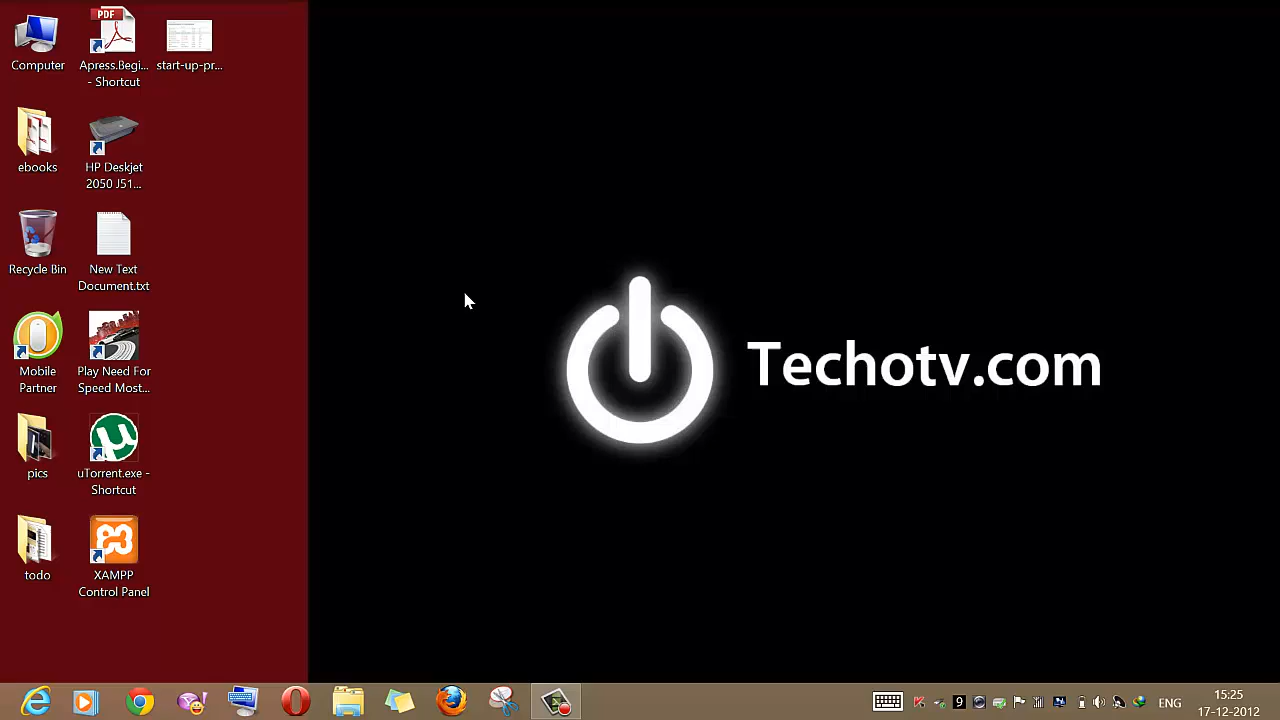 Computer
PDF
Apress.Begi...
- Shortcut
start-up-pr...
ebooks
HP Deskjet
2050 J51...
Recycle Bin
New Text
Document.txt
Mobile
Partner
Play Need For
Speed Most...
pics
uTorrent.exe -
Shortcut
todo
XAMPP
Control Panel
Techotv.com
9
ENG
15:25
17-12-2012